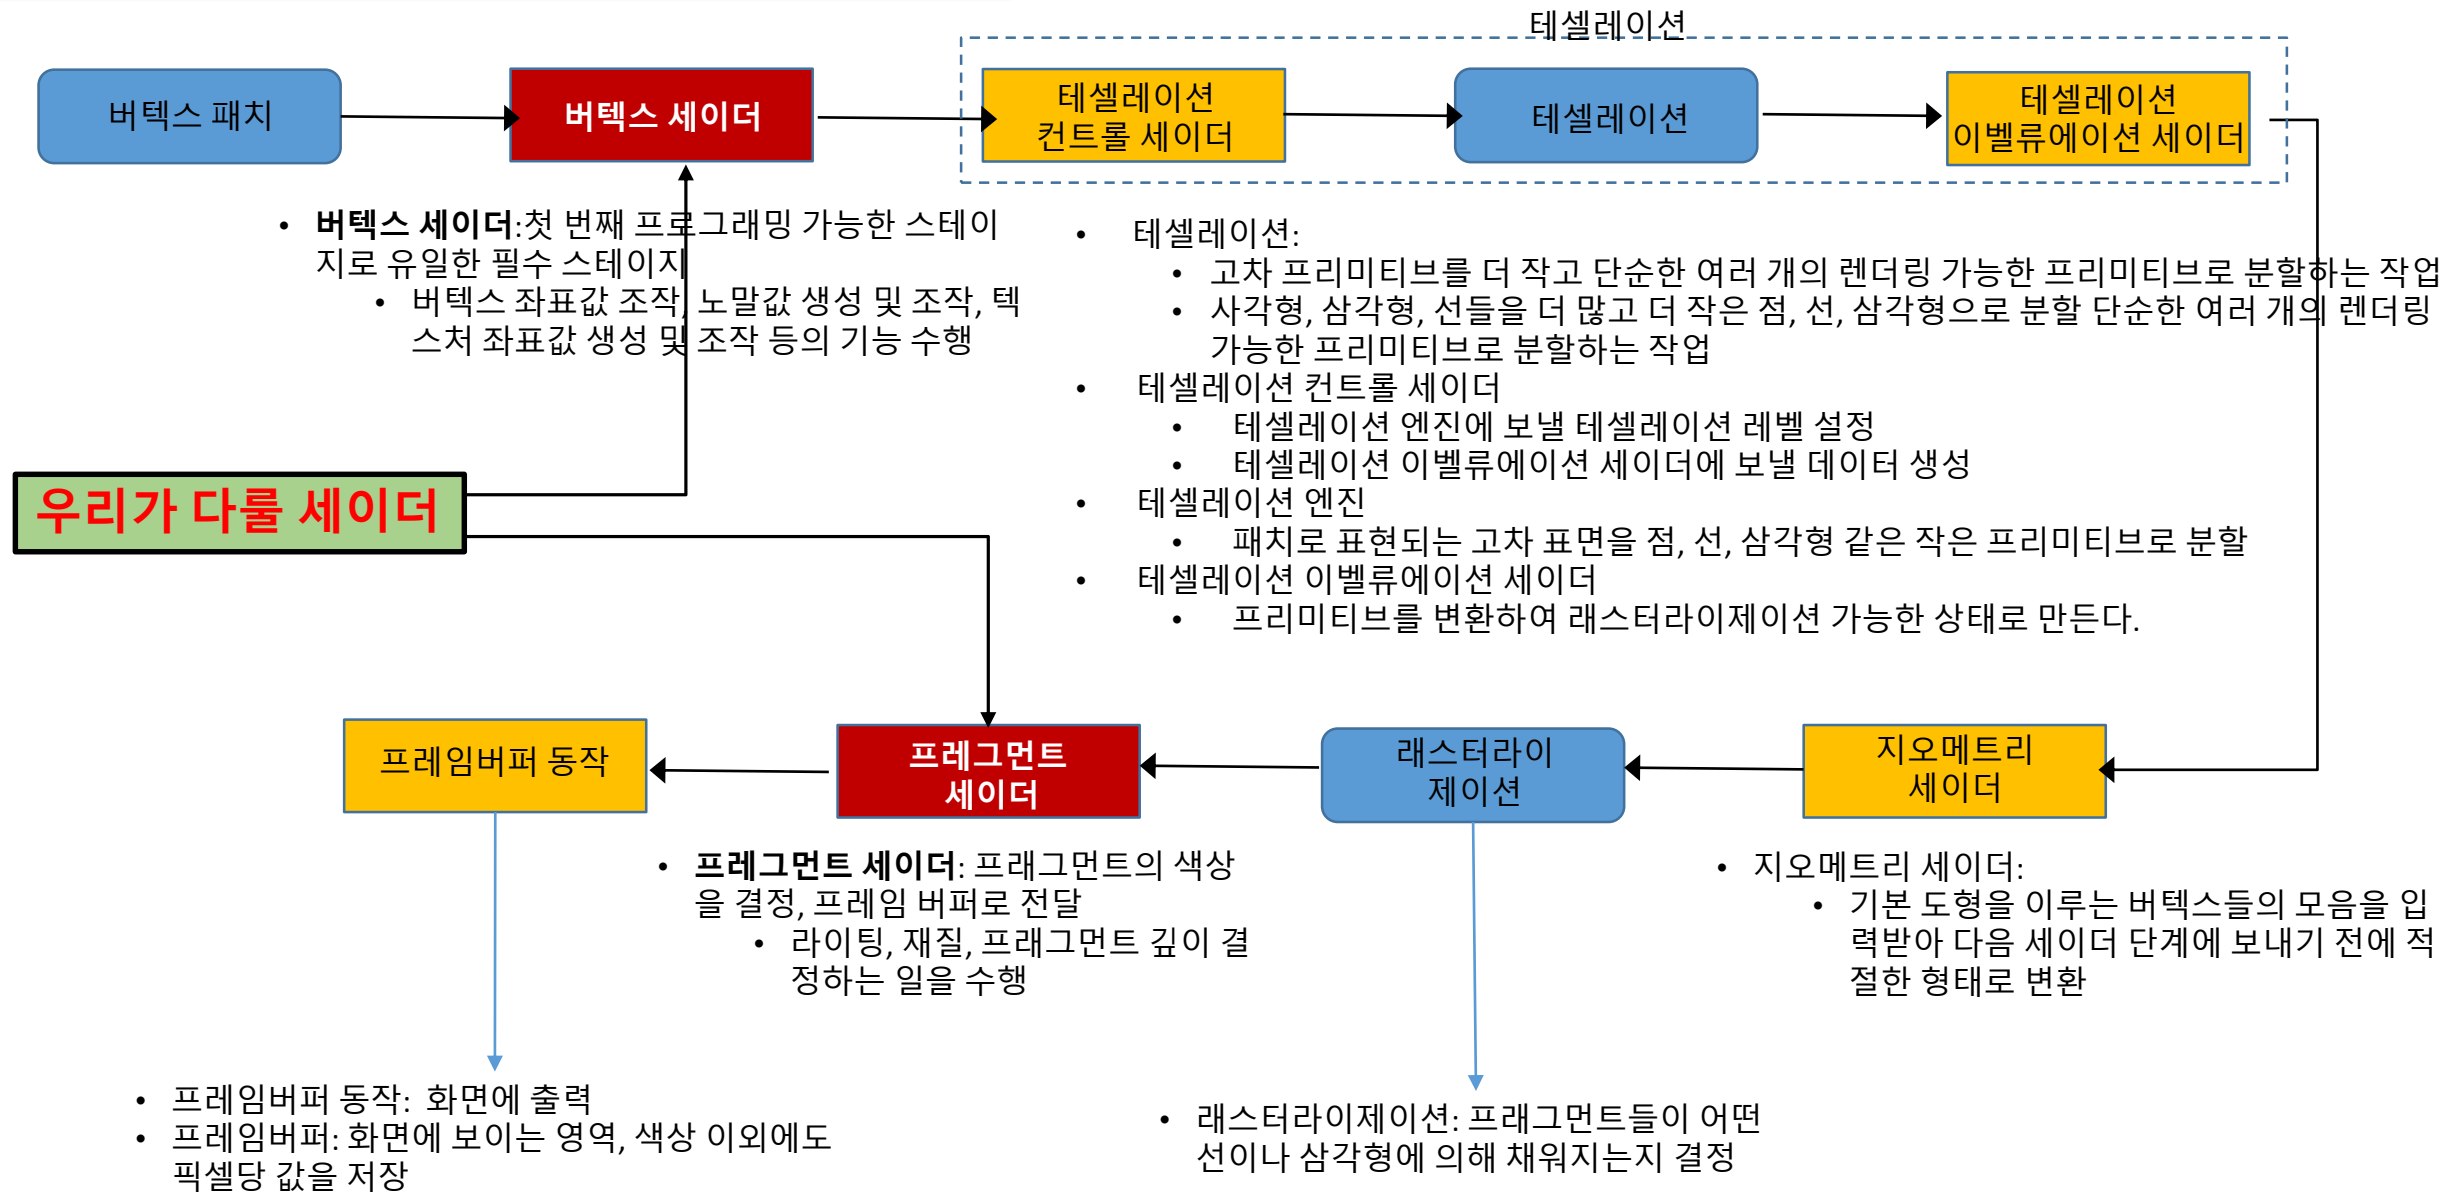 테셀레이션
버텍스 패치
버텍스 세이더
테셀레이션
컨트롤 세이더
테셀레이션
테셀레이션
이벨류에이션 세이더
• 버텍스 세이더:첫 번째 프로그래밍 가능한 스테이
지로 유일한 필수 스테이지
• 버텍스 좌표값 조작, 노말값 생성 및 조작, 텍
스처 좌표값 생성 및 조작 등의 기능 수행
• 테셀레이션:
• 고차 프리미티브를 더 작고 단순한 여러 개의 렌더링 가능한 프리미티브로 분할하는 작업
• 사각형, 삼각형, 선들을 더 많고 더 작은 점, 선, 삼각형으로 분할 단순한 여러 개의 렌더링
가능한 프리미티브로 분할하는 작업
• 테셀레이션 컨트롤 세이더
• 테셀레이션 엔진에 보낼 테셀레이션 레벨 설정
• 테셀레이션 이벨류에이션 세이더에 보낼 데이터 생성
• 테셀레이션 엔진
• 패치로 표현되는 고차 표면을 점, 선, 삼각형 같은 작은 프리미티브로 분할
• 테셀레이션 이벨류에이션 세이더
• 프리미티브를 변환하여 래스터라이제이션 가능한 상태로 만든다.
우리가 다룰 세이더
프레임버퍼 동작
프레그먼트
세이더
래스터라이
제이션
지오메트리
세이더
• 프레그먼트 세이더: 프래그먼트의 색상
을 결정, 프레임 버퍼로 전달
• 라이팅, 재질, 프래그먼트 깊이 결
정하는 일을 수행
• 지오메트리 세이더:
• 기본 도형을 이루는 버텍스들의 모음을 입
력받아 다음 세이더 단계에 보내기 전에 적
절한 형태로 변환
• 프레임버퍼 동작: 화면에 출력
• 프레임버퍼: 화면에 보이는 영역, 색상 이외에도
픽셀당 값을 저장
• 래스터라이제이션: 프래그먼트들이 어떤
선이나 삼각형에 의해 채워지는지 결정